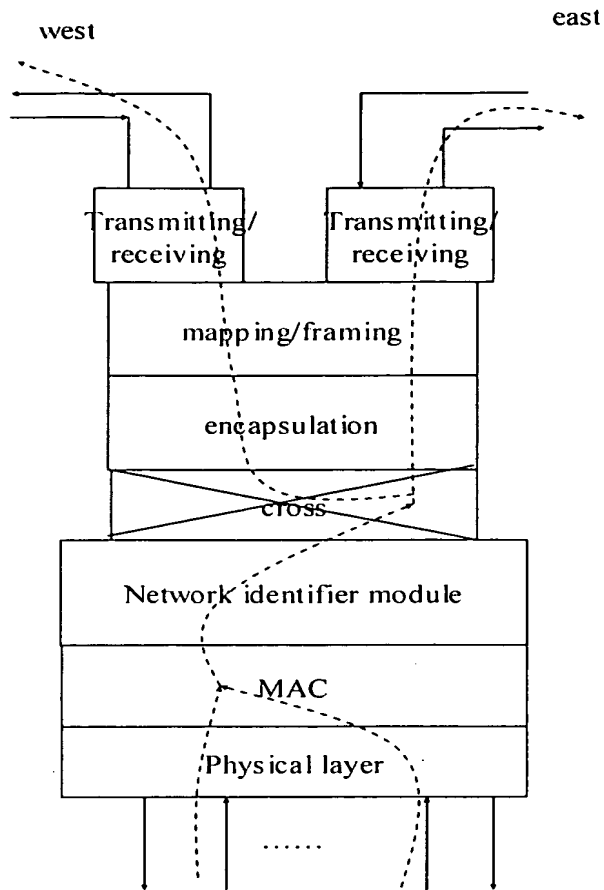 west
east
Transmitting/
receiving
Transmitting/
receiving
mapping/framing
encapsulation
cross
Network identifier module
MAC
Physical layer
......